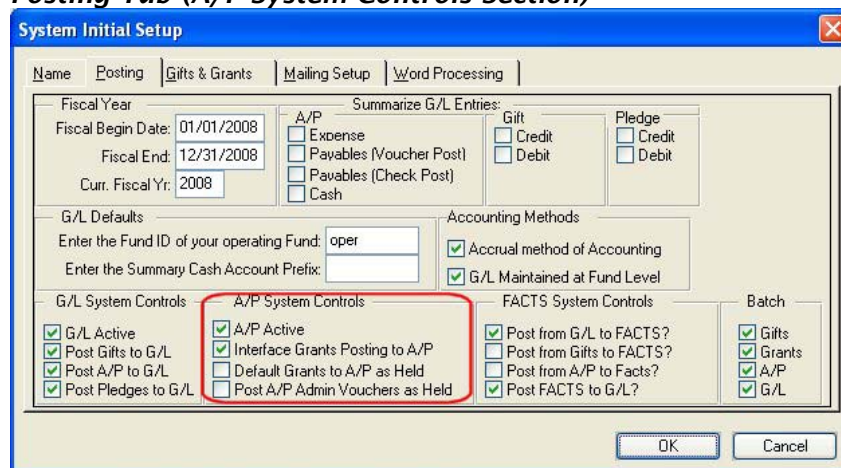 Posting Tab (A/P System Controls Section)
System Initial Setup
Name Posting Gifts & Grants Mailing Setup Word Processing
Fiscal Year
Fiscal Begin Date: 01/01/2008
Fiscal End: 12/31/2008
Curr. Fiscal Yr: 2008
Summarize G/L Entries:
A/P
Expense
Payables (Voucher Post)
Payables (Check Post)
Cash
Gift
Credit
Debit
Pledge
Credit
Debit
G/L Defaults
Enter the Fund ID of your operating Fund: oper
Enter the Summary Cash Account Prefix:
Accounting Methods
Accrual method of Accounting
G/L Maintained at Fund Level
G/L System Controls
G/L Active
Post Gifts to G/L
Post A/P to G/L
Post Pledges to G/L
A/P System Controls
A/P Active
Interface Grants Posting to A/P
Default Grants to A/P as Held
Post A/P Admin Vouchers as Held
FACTS System Controls
Post from G/L to FACTS?
Post from Gifts to FACTS?
Post from A/P to Facts?
Post FACTS to G/L?
Batch
Gifts
Grants
A/P
G/L
OK Cancel